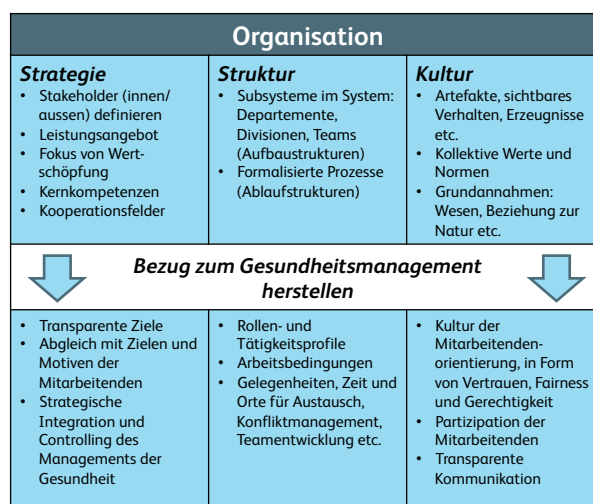 Organisation
Strategie
• Stakeholder (innen/
aussen) definieren
• Leistungsangebot
• Fokus von Wert-
schöpfung
• Kernkompetenzen
• Kooperationsfelder
Struktur
• Subsysteme im System:
Departemente,
Divisionen, Teams
(Aufbaustrukturen)
• Formalisierte Prozesse
(Ablaufstrukturen)
Kultur
• Artefakte, sichtbares
Verhalten, Erzeugnisse
etc.
• Kollektive Werte und
Normen
• Grundannahmen:
Wesen, Beziehung zur
Natur etc.
Bezug zum Gesundheitsmanagement
herstellen
• Transparente Ziele
• Abgleich mit Zielen und
Motiven der
Mitarbeitenden
• Strategische
Integration und
Controlling des
Managements der
Gesundheit
• Rollen- und
Tätigkeitsprofile
• Arbeitsbedingungen
• Gelegenheiten, Zeit und
Orte für Austausch,
Konfliktmanagement,
Teamentwicklung etc.
• Kultur der
Mitarbeitenden-
orientierung, in Form
von Vertrauen, Fairness
und Gerechtigkeit
• Partizipation der
Mitarbeitenden
• Transparente
Kommunikation